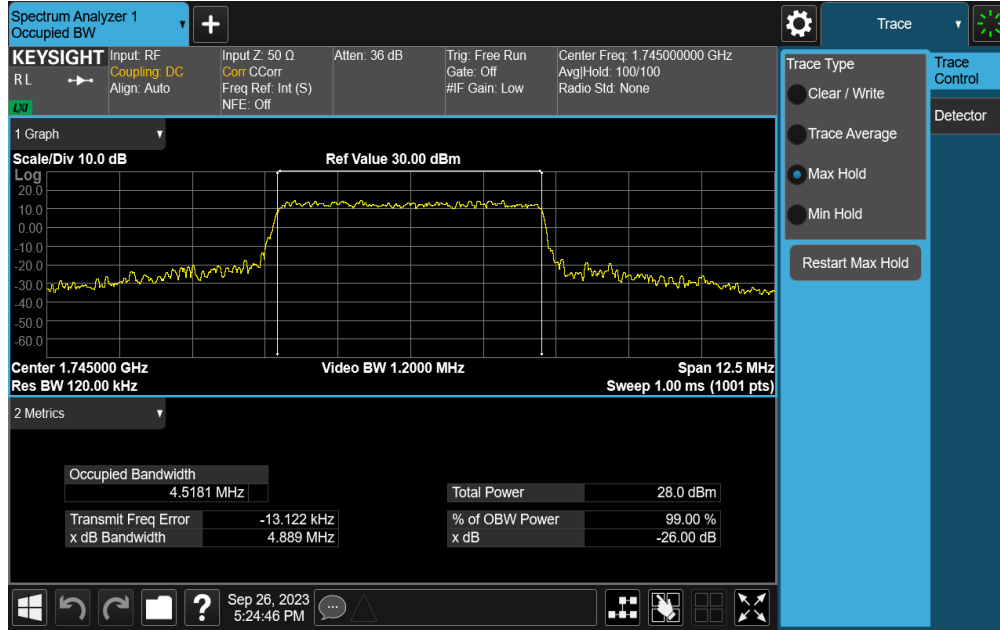 Spectrum Analyzer 1
Occupied BW
+
Trace
KEYSIGHT
R L
LXI
Input: RF
Coupling: DC
Align: Auto
Input Z: 50 Ω
Corr CCorr
Freq Ref: Int (S)
NFE: Off
Atten: 36 dB
Trig: Free Run
Gate: Off
#IF Gain: Low
Center Freq: 1.745000000 GHz
Avg|Hold: 100/100
Radio Std: None
Trace Type
Clear / Write
Trace Average
Max Hold
Min Hold
Restart Max Hold
Trace
Control
Detector
1 Graph
Scale/Div 10.0 dB
Ref Value 30.00 dBm
Log
20.0
10.0
0.00
-10.0
-20.0
-30.0
-40.0
-50.0
-60.0
Center 1.745000 GHz
Video BW 1.2000 MHz
Span 12.5 MHz
Res BW 120.00 kHz
Sweep 1.00 ms (1001 pts)
2 Metrics
Occupied Bandwidth
4.5181 MHz
Total Power 28.0 dBm
Transmit Freq Error -13.122 kHz
% of OBW Power 99.00 %
x dB Bandwidth 4.889 MHz
x dB -26.00 dB
?
Sep 26, 2023
5:24:46 PM